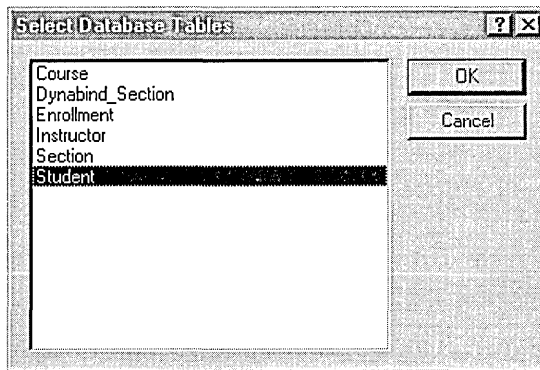 Select Database Tables
Course
Dynabind_Section
Enrollment
Instructor
Section
Student
OK
Cancel